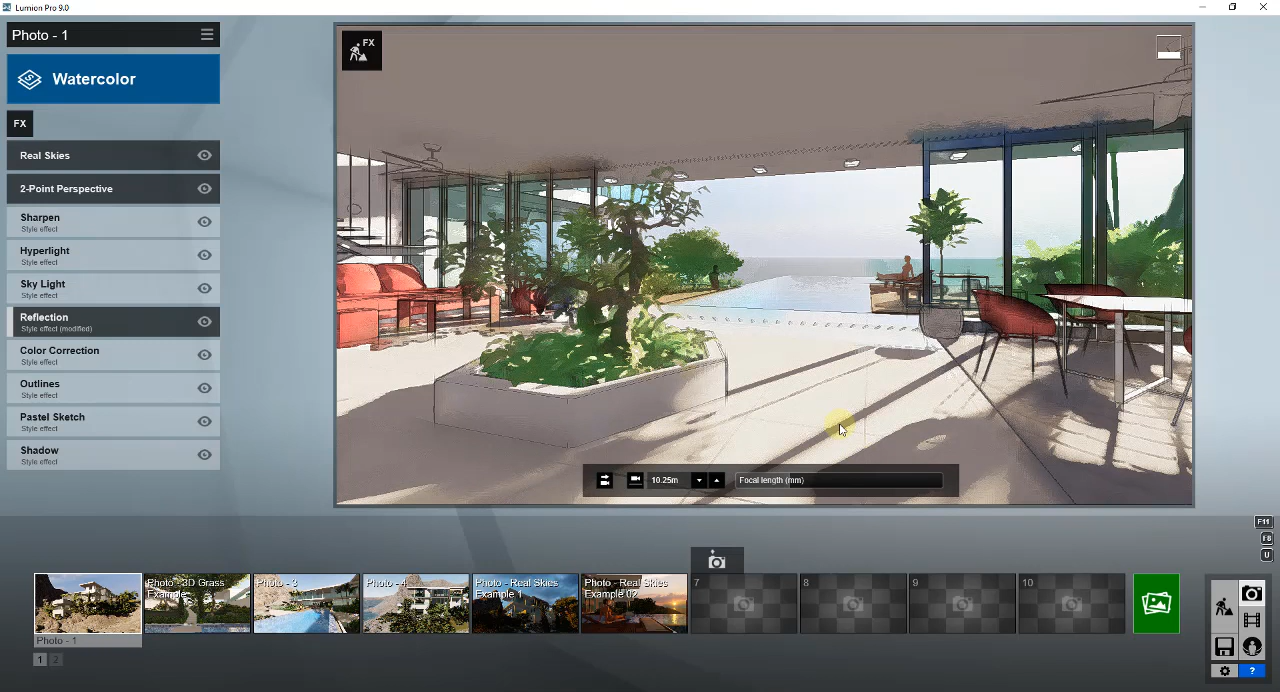 Lumion Pro 9.0
Photo - 1
Watercolor
FX
Real Skies
2-Point Perspective
Sharpen
Style effect
Hyperlight
Style effect
Sky Light
Style effect
Reflection
Style effect (modified)
Color Correction
Style effect
Outlines
Style effect
Pastel Sketch
Style effect
Shadow
Style effect
FX
10.25m
Focal length (mm)
F11
F8
U
Photo - 3D Grass
Example
Photo - 3
Photo - 4
Photo - Real Skies
Example 1
Photo - Real Skies
Example 02
7
8
9
10
Photo - 1
1
2
?